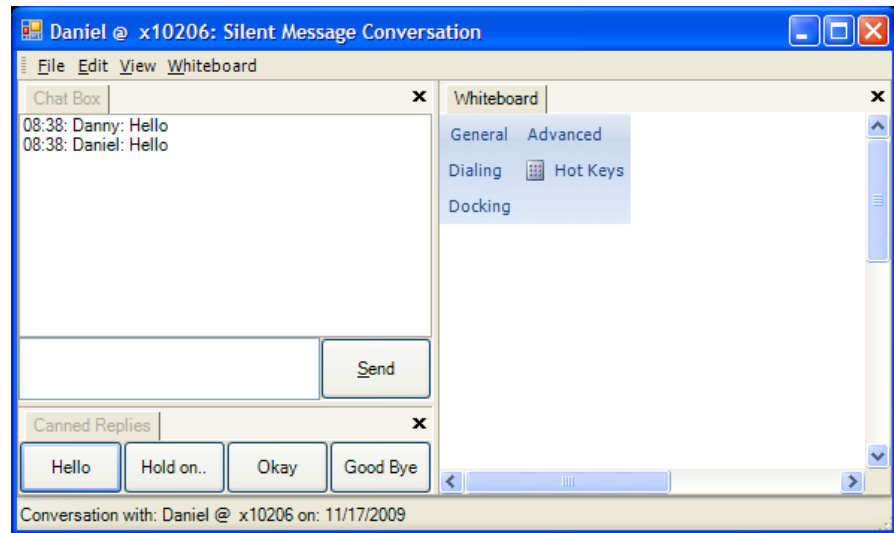 Daniel @ x10206: Silent Message Conversation
File Edit View Whiteboard
Chat Box
08:38: Danny: Hello
08:38: Daniel: Hello
Send
Canned Replies
Hello Hold on.. Okay Good Bye
Whiteboard
General Advanced
Dialing Hot Keys
Docking
Conversation with: Daniel @ x10206 on: 11/17/2009